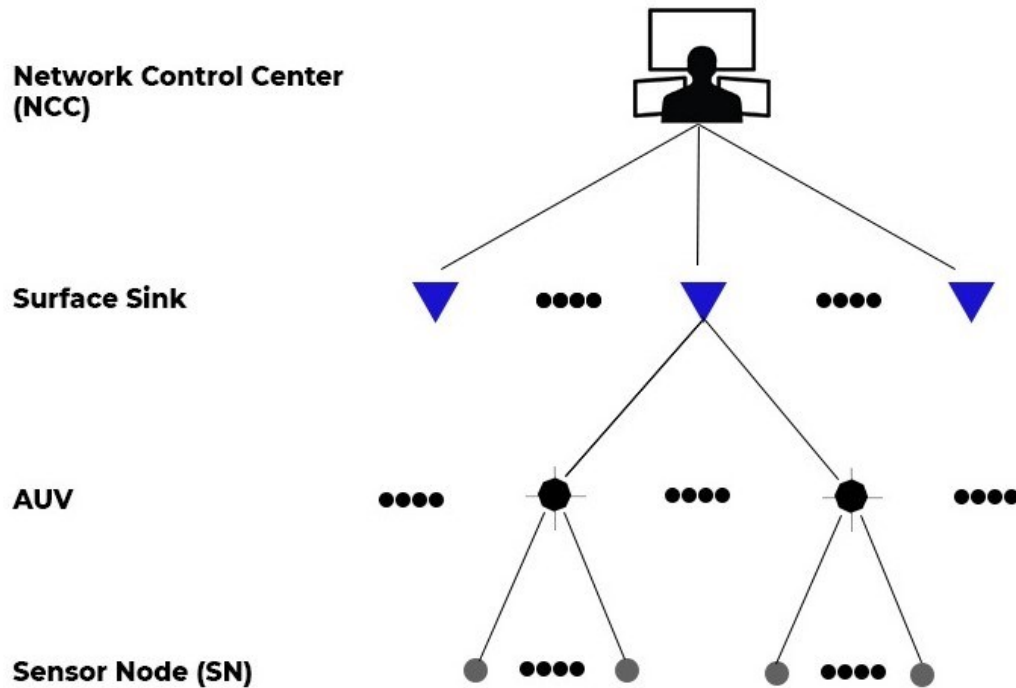 Network Control Center
(NCC)
Surface Sink
AUV
Sensor Node (SN)